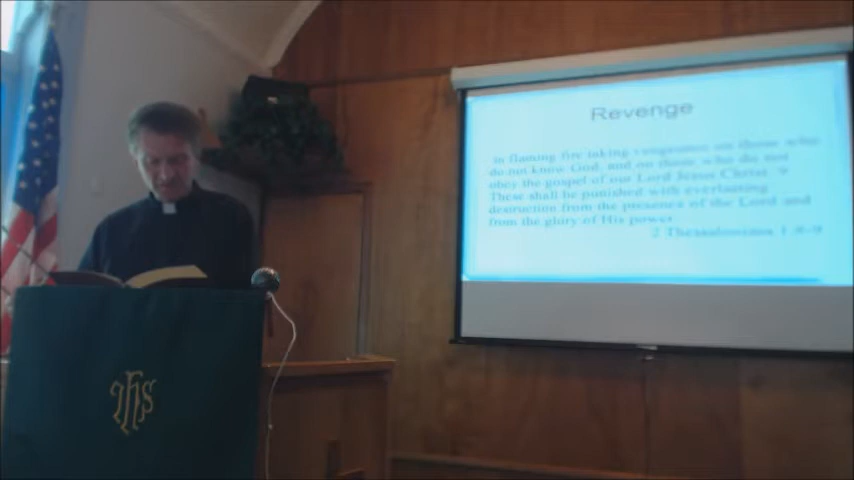 Revenge
in flaming fire taking vengeance on those who
do not know God, and on those who do not
obey the gospel of our Lord Jesus Christ 9
These shall be punished with everlasting
destruction from the presence of the Lord and
from the glory of His power
2 Thessalonians 1 8-9
IHS